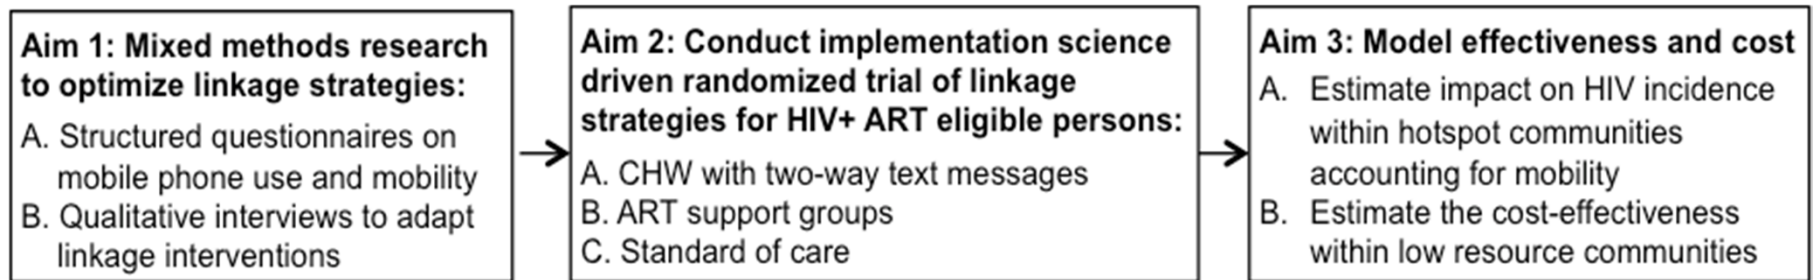 Aim 1: Mixed methods research
to optimize linkage strategies:
A. Structured questionnaires on
mobile phone use and mobility
B. Qualitative interviews to adapt
linkage interventions
Aim 2: Conduct implementation science
driven randomized trial of linkage
strategies for HIV+ ART eligible persons:
A. CHW with two-way text messages
B. ART support groups
C. Standard of care
Aim 3: Model effectiveness and cost
A. Estimate impact on HIV incidence
within hotspot communities
accounting for mobility
B. Estimate the cost-effectiveness
within low resource communities